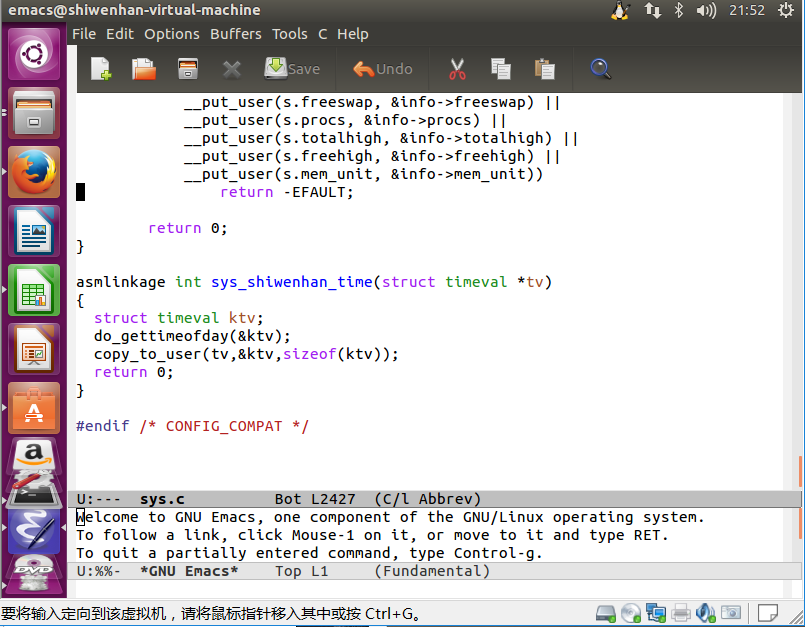 emacs@shiwenhan-virtual-machine
21:52
File Edit Options Buffers Tools C Help
Save
Undo
__put_user(s.freeswap, &info->freeswap) ||
__put_user(s.procs, &info->procs) ||
__put_user(s.totalhigh, &info->totalhigh) ||
__put_user(s.freehigh, &info->freehigh) ||
__put_user(s.mem_unit, &info->mem_unit))
return -EFAULT;
return 0;
}
asmlinkage int sys_shiwenhan_time(struct timeval *tv)
{
struct timeval ktv;
do_gettimeofday(&ktv);
copy_to_user(tv,&ktv,sizeof(ktv));
return 0;
}
#endif /* CONFIG_COMPAT */
U:--- sys.c Bot L2427 (C/l Abbrev)
Welcome to GNU Emacs, one component of the GNU/Linux operating system.
To follow a link, click Mouse-1 on it, or move to it and type RET.
To quit a partially entered command, type Control-g.
U:%%- *GNU Emacs* Top L1 (Fundamental)
要将输入定向到该虚拟机，请将鼠标指针移入其中或按 Ctrl+G。